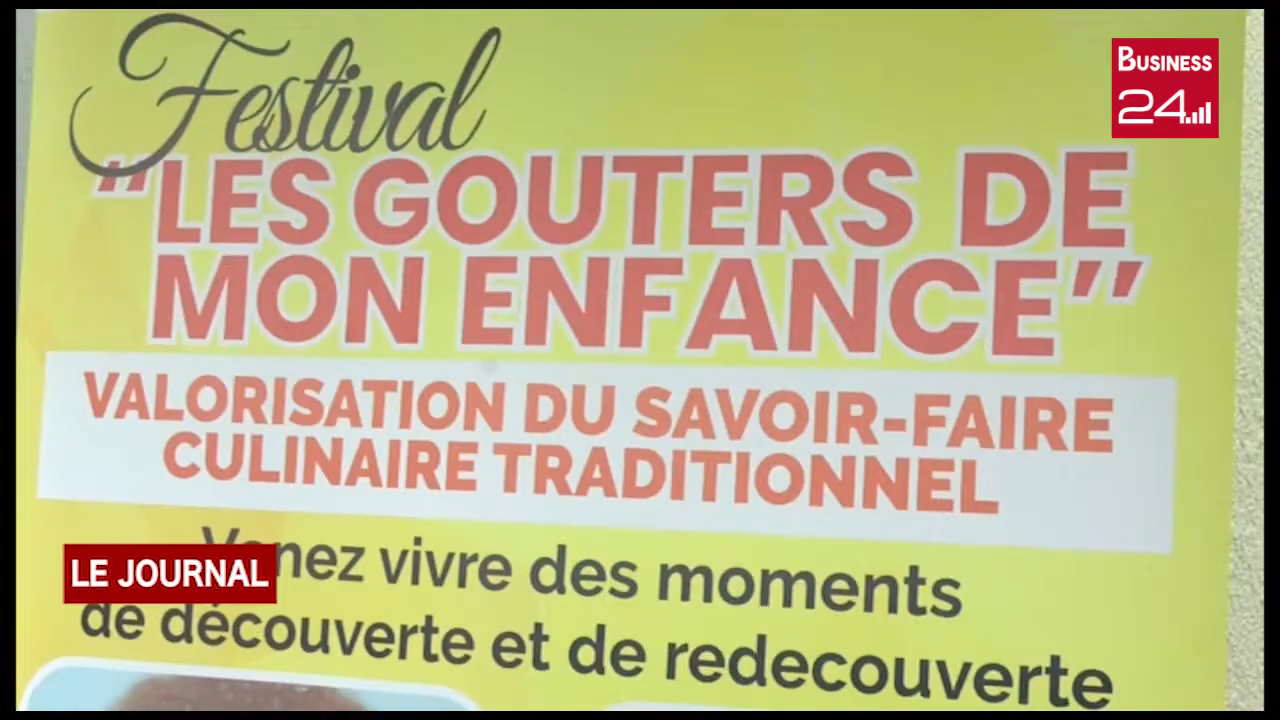 Festival
"LES GOUTERS DE
MON ENFANCE"
VALORISATION DU SAVOIR-FAIRE
CULINAIRE TRADITIONNEL
Venez vivre des moments
de découverte et de redecouverte
BUSINESS
24
LE JOURNAL